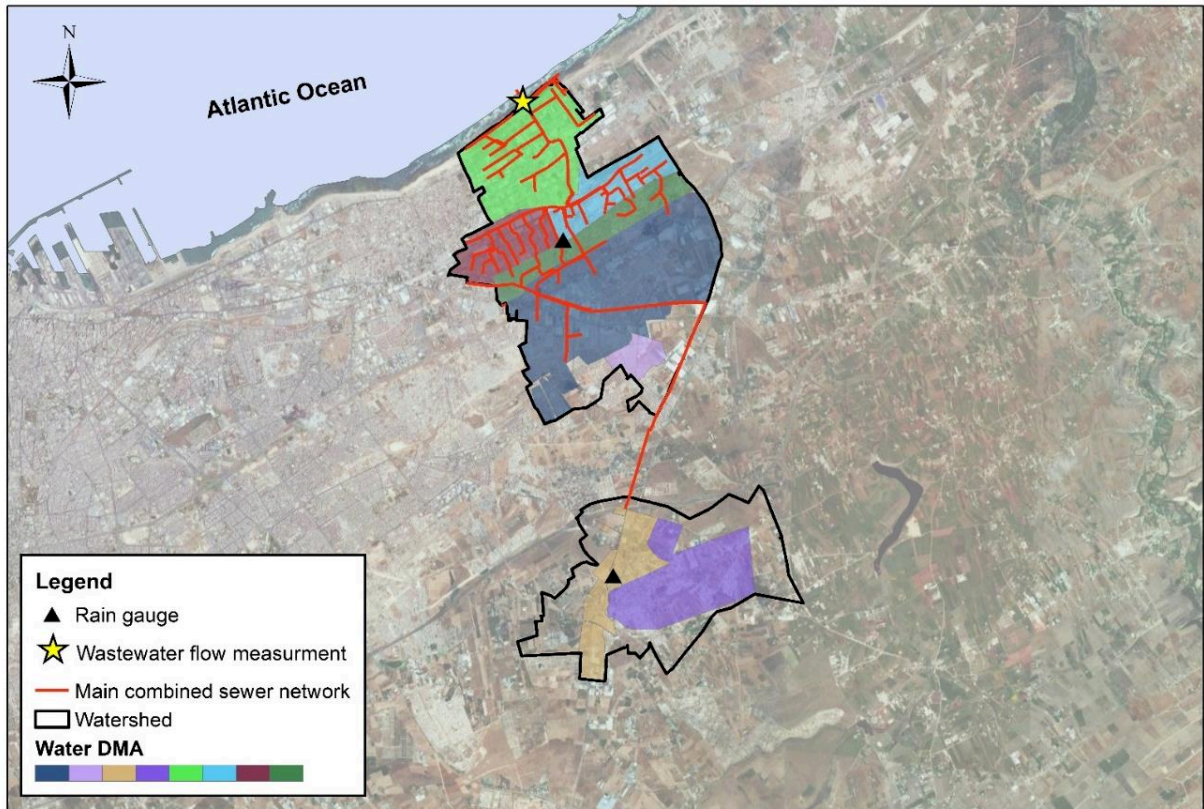 N
Atlantic Ocean
Legend
Rain gauge
Wastewater flow measurment
Main combined sewer network
Watershed
Water DMA